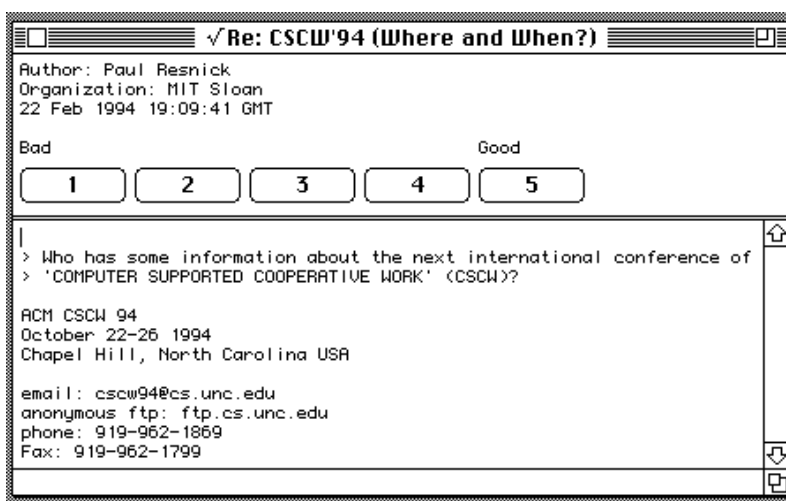 √Re: CSCW'94 (Where and When?)
Author: Paul Resnick
Organization: MIT Sloan
22 Feb 1994 19:09:41 GMT
Bad Good
1 2 3 4 5
> Who has some information about the next international conference of
> 'COMPUTER SUPPORTED COOPERATIVE WORK' (CSCW)?
ACM CSCW 94
October 22-26 1994
Chapel Hill, North Carolina USA
email: cscw94@cs.unc.edu
anonymous ftp: ftp.cs.unc.edu
phone: 919-962-1869
Fax: 919-962-1799